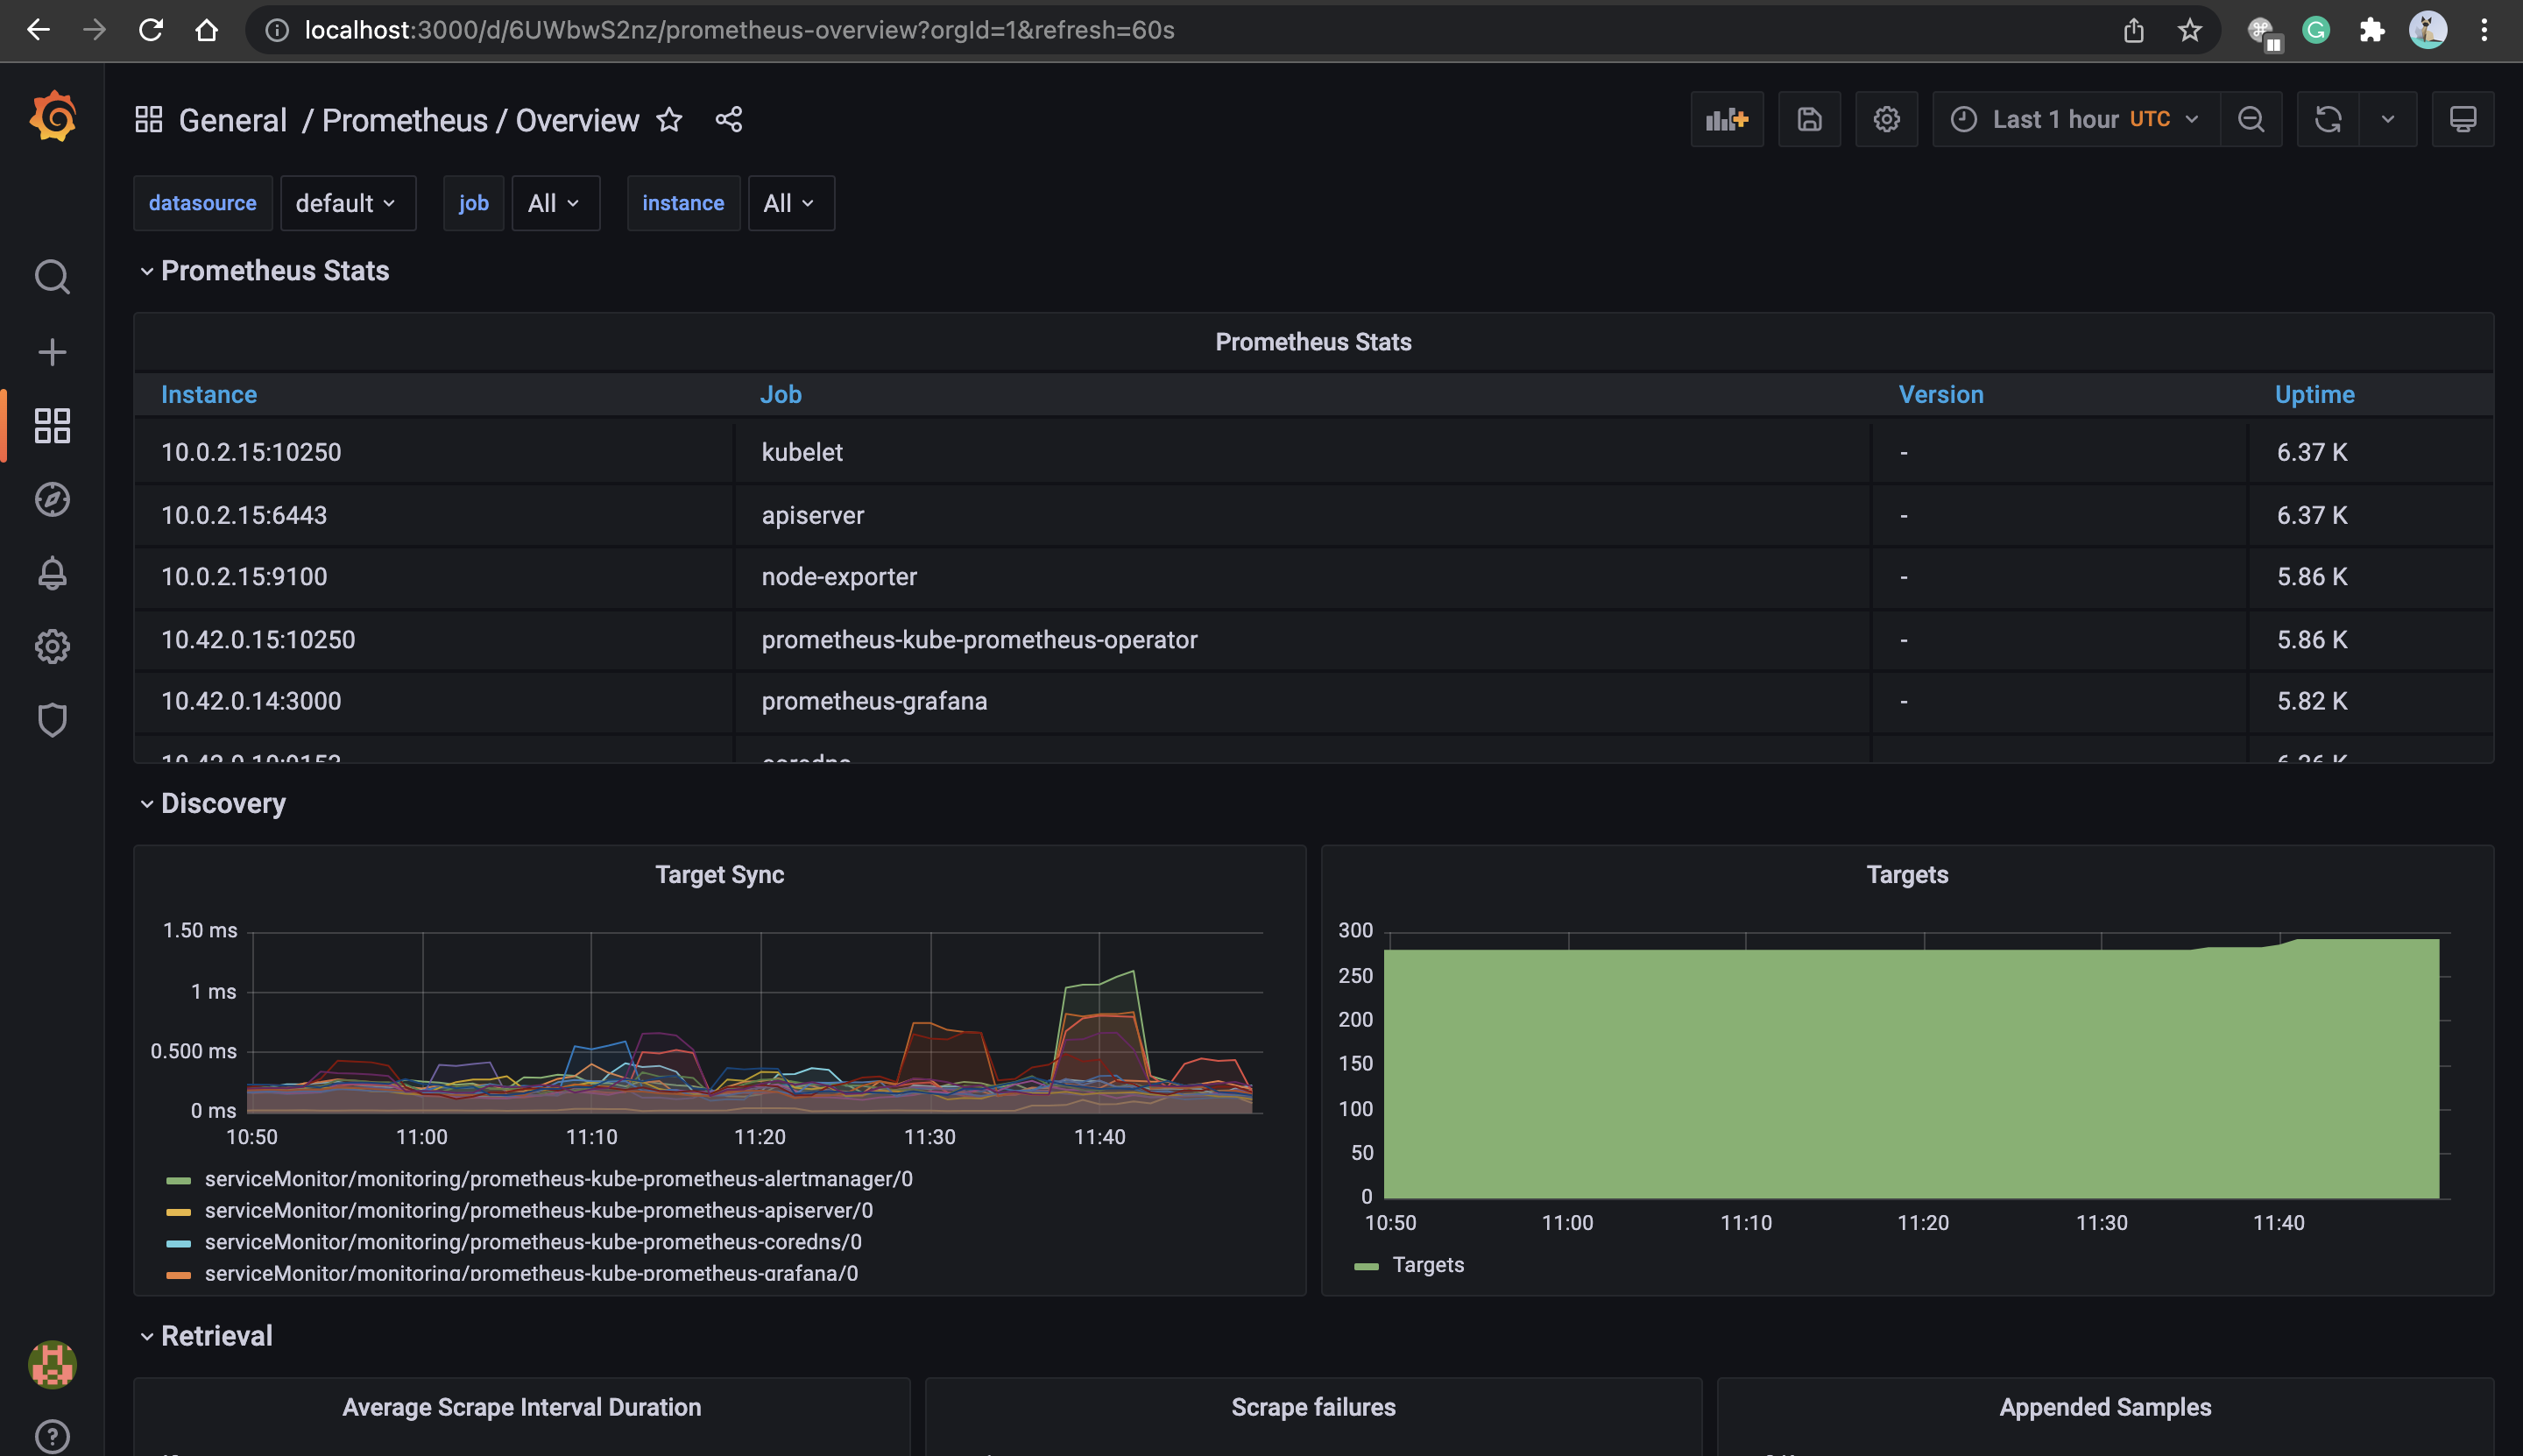 localhost:3000/d/6UWbwS2nz/prometheus-overview?orgId=1&refresh=60s
General / Prometheus / Overview
Last 1 hour UTC
datasource default job All instance All
Prometheus Stats
Prometheus Stats
Instance Job Version Uptime
10.0.2.15:10250 kubelet - 6.37 K
10.0.2.15:6443 apiserver - 6.37 K
10.0.2.15:9100 node-exporter - 5.86 K
10.42.0.15:10250 prometheus-kube-prometheus-operator - 5.86 K
10.42.0.14:3000 prometheus-grafana - 5.82 K
Discovery
Target Sync
1.50 ms
1 ms
0.500 ms
0 ms
10:50 11:00 11:10 11:20 11:30 11:40
serviceMonitor/monitoring/prometheus-kube-prometheus-alertmanager/0
serviceMonitor/monitoring/prometheus-kube-prometheus-apiserver/0
serviceMonitor/monitoring/prometheus-kube-prometheus-coredns/0
serviceMonitor/monitoring/prometheus-kube-prometheus-grafana/0
Targets
300
250
200
150
100
50
0
10:50 11:00 11:10 11:20 11:30 11:40
Targets
Retrieval
Average Scrape Interval Duration
Scrape failures
Appended Samples